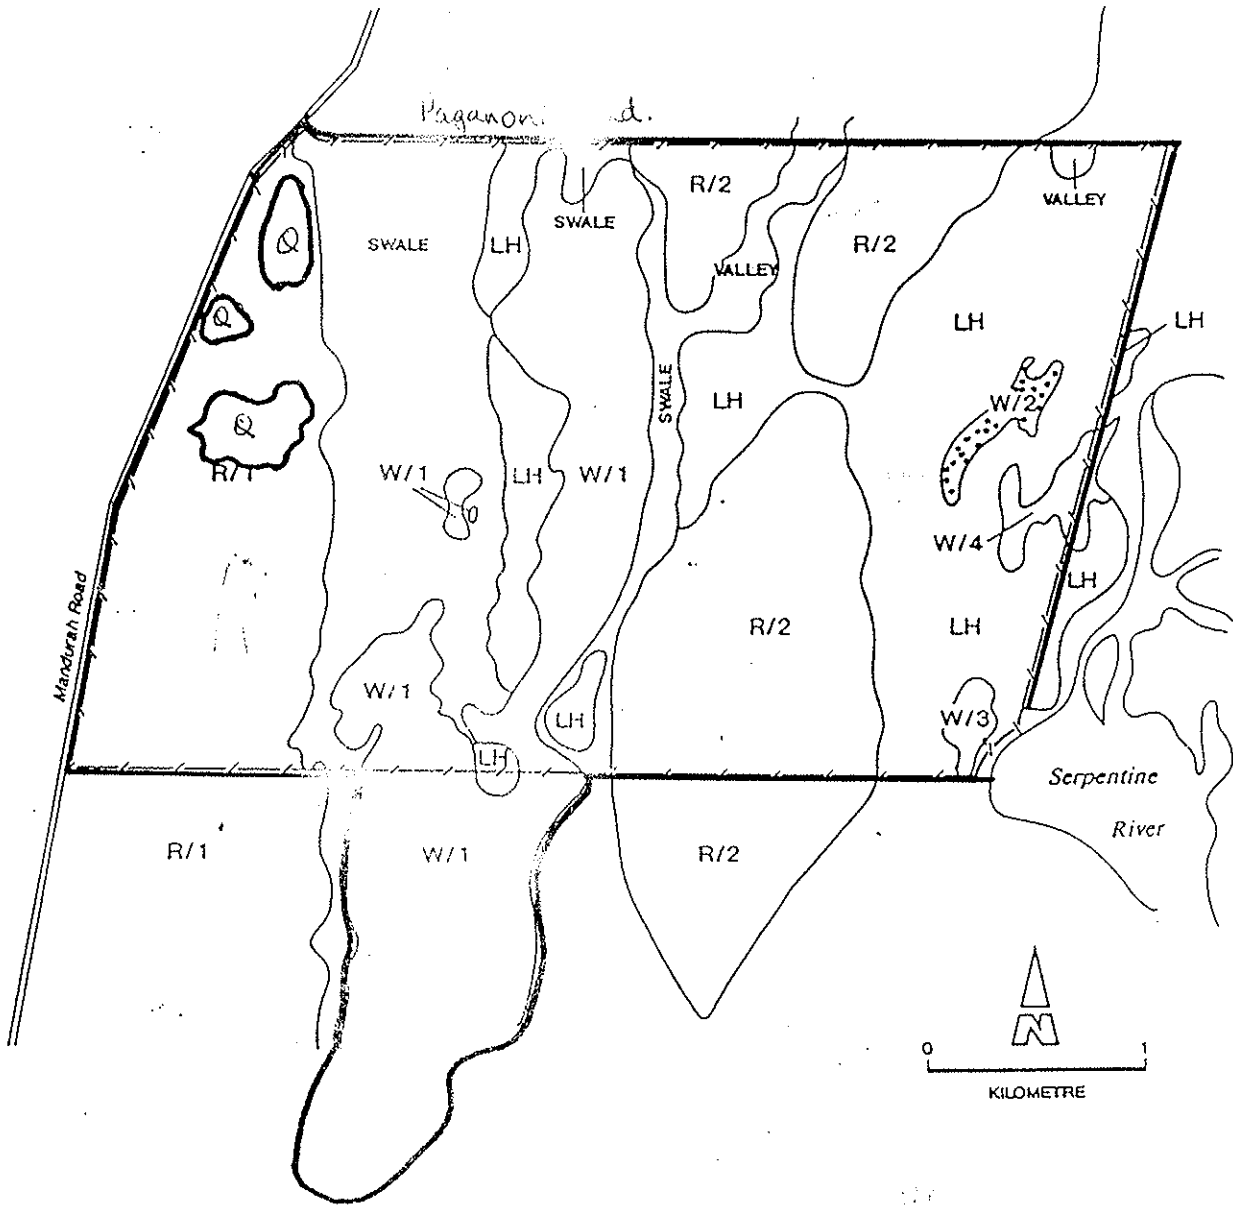 Paganoni d.
R/2
VALLEY
SWALE
Q
SWALE
LH
R/2
VALLEY
LH
LH
Q
SWALE
LH
W/2
Q
R/1
W/1
LH
W/1
W/4
LH
Mandurah Road
R/2
LH
W/1
LH
W/3
LH
Serpentine
River
R/1
W/1
R/2
N
0 1
KILOMETRE